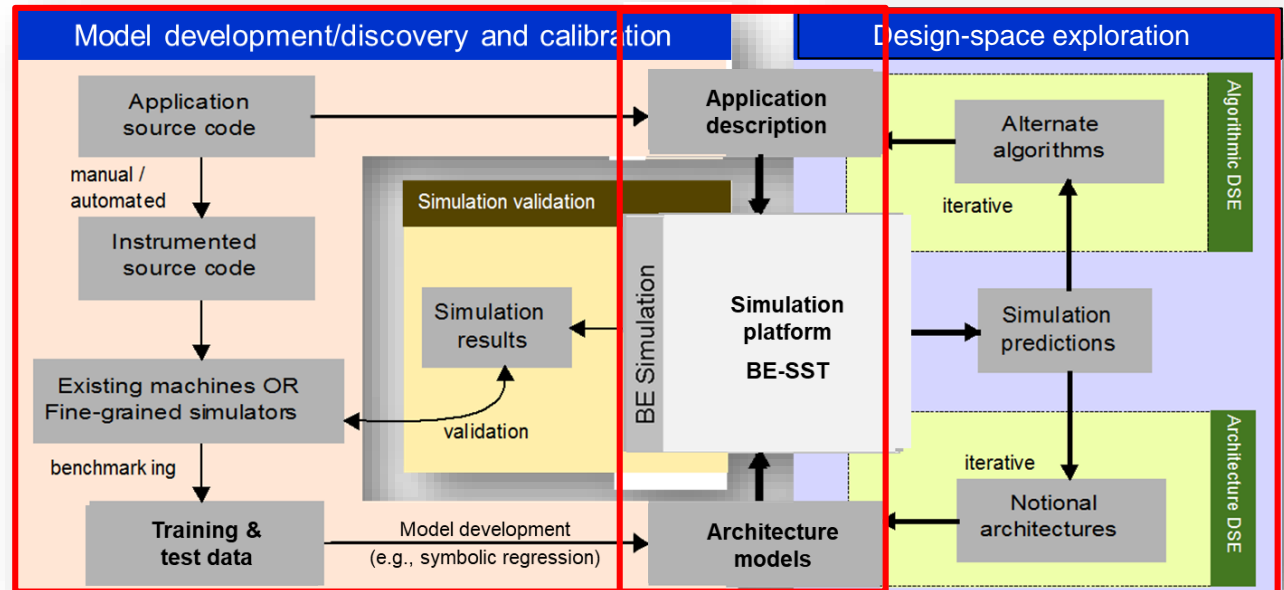 Model development/discovery and calibration
Design-space exploration
Application
source code
Application
description
Alternate
algorithms
Algorithmic DSE
manual /
automated
iterative
Simulation validation
Instrumented
source code
Simulation
results
BE Simulation
Simulation
platform
BE-SST
Simulation
predictions
Existing machines OR
Fine-grained simulators
validation
benchmarking
iterative
Architecture DSE
Training &
test data
Model development
(e.g., symbolic regression)
Architecture
models
Notional
architectures